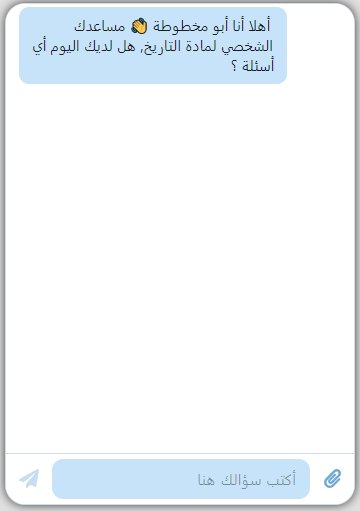 أهلا أنا أبو مخطوطة 👏 مساعدك
الشخصي لمادة التاريخ, هل لديك اليوم أي
أسئلة ؟
أكتب سؤالك هنا